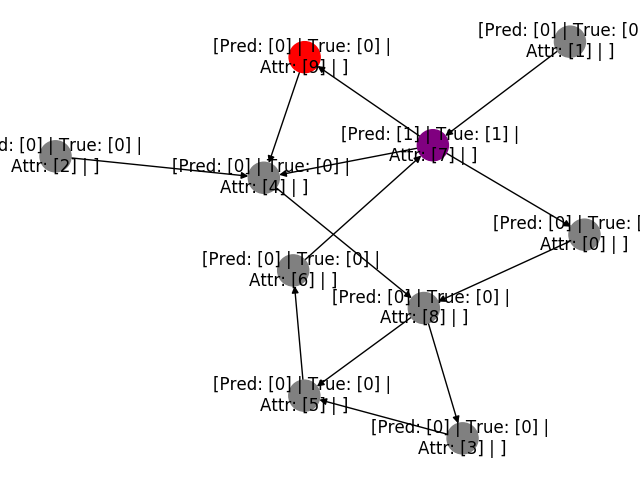 [Pred: [0] | True: [0
Attr: [1] | ]
[Pred: [0] | True: [0] |
Attr: [9] | ]
[Pred: [1] | True: [1] |
Attr: [7] | ]
d: [0] | True: [0] |
Attr: [2] | ]
[Pred: [0] | True: [0] |
Attr: [4] | ]
[Pred: [0] | True: [
Attr: [0] | ]
[Pred: [0] | True: [0] |
Attr: [6] | ]
[Pred: [0] | True: [0] |
Attr: [8] | ]
[Pred: [0] | True: [0] |
Attr: [5] | ]
[Pred: [0] | True: [0] |
Attr: [3] | ]